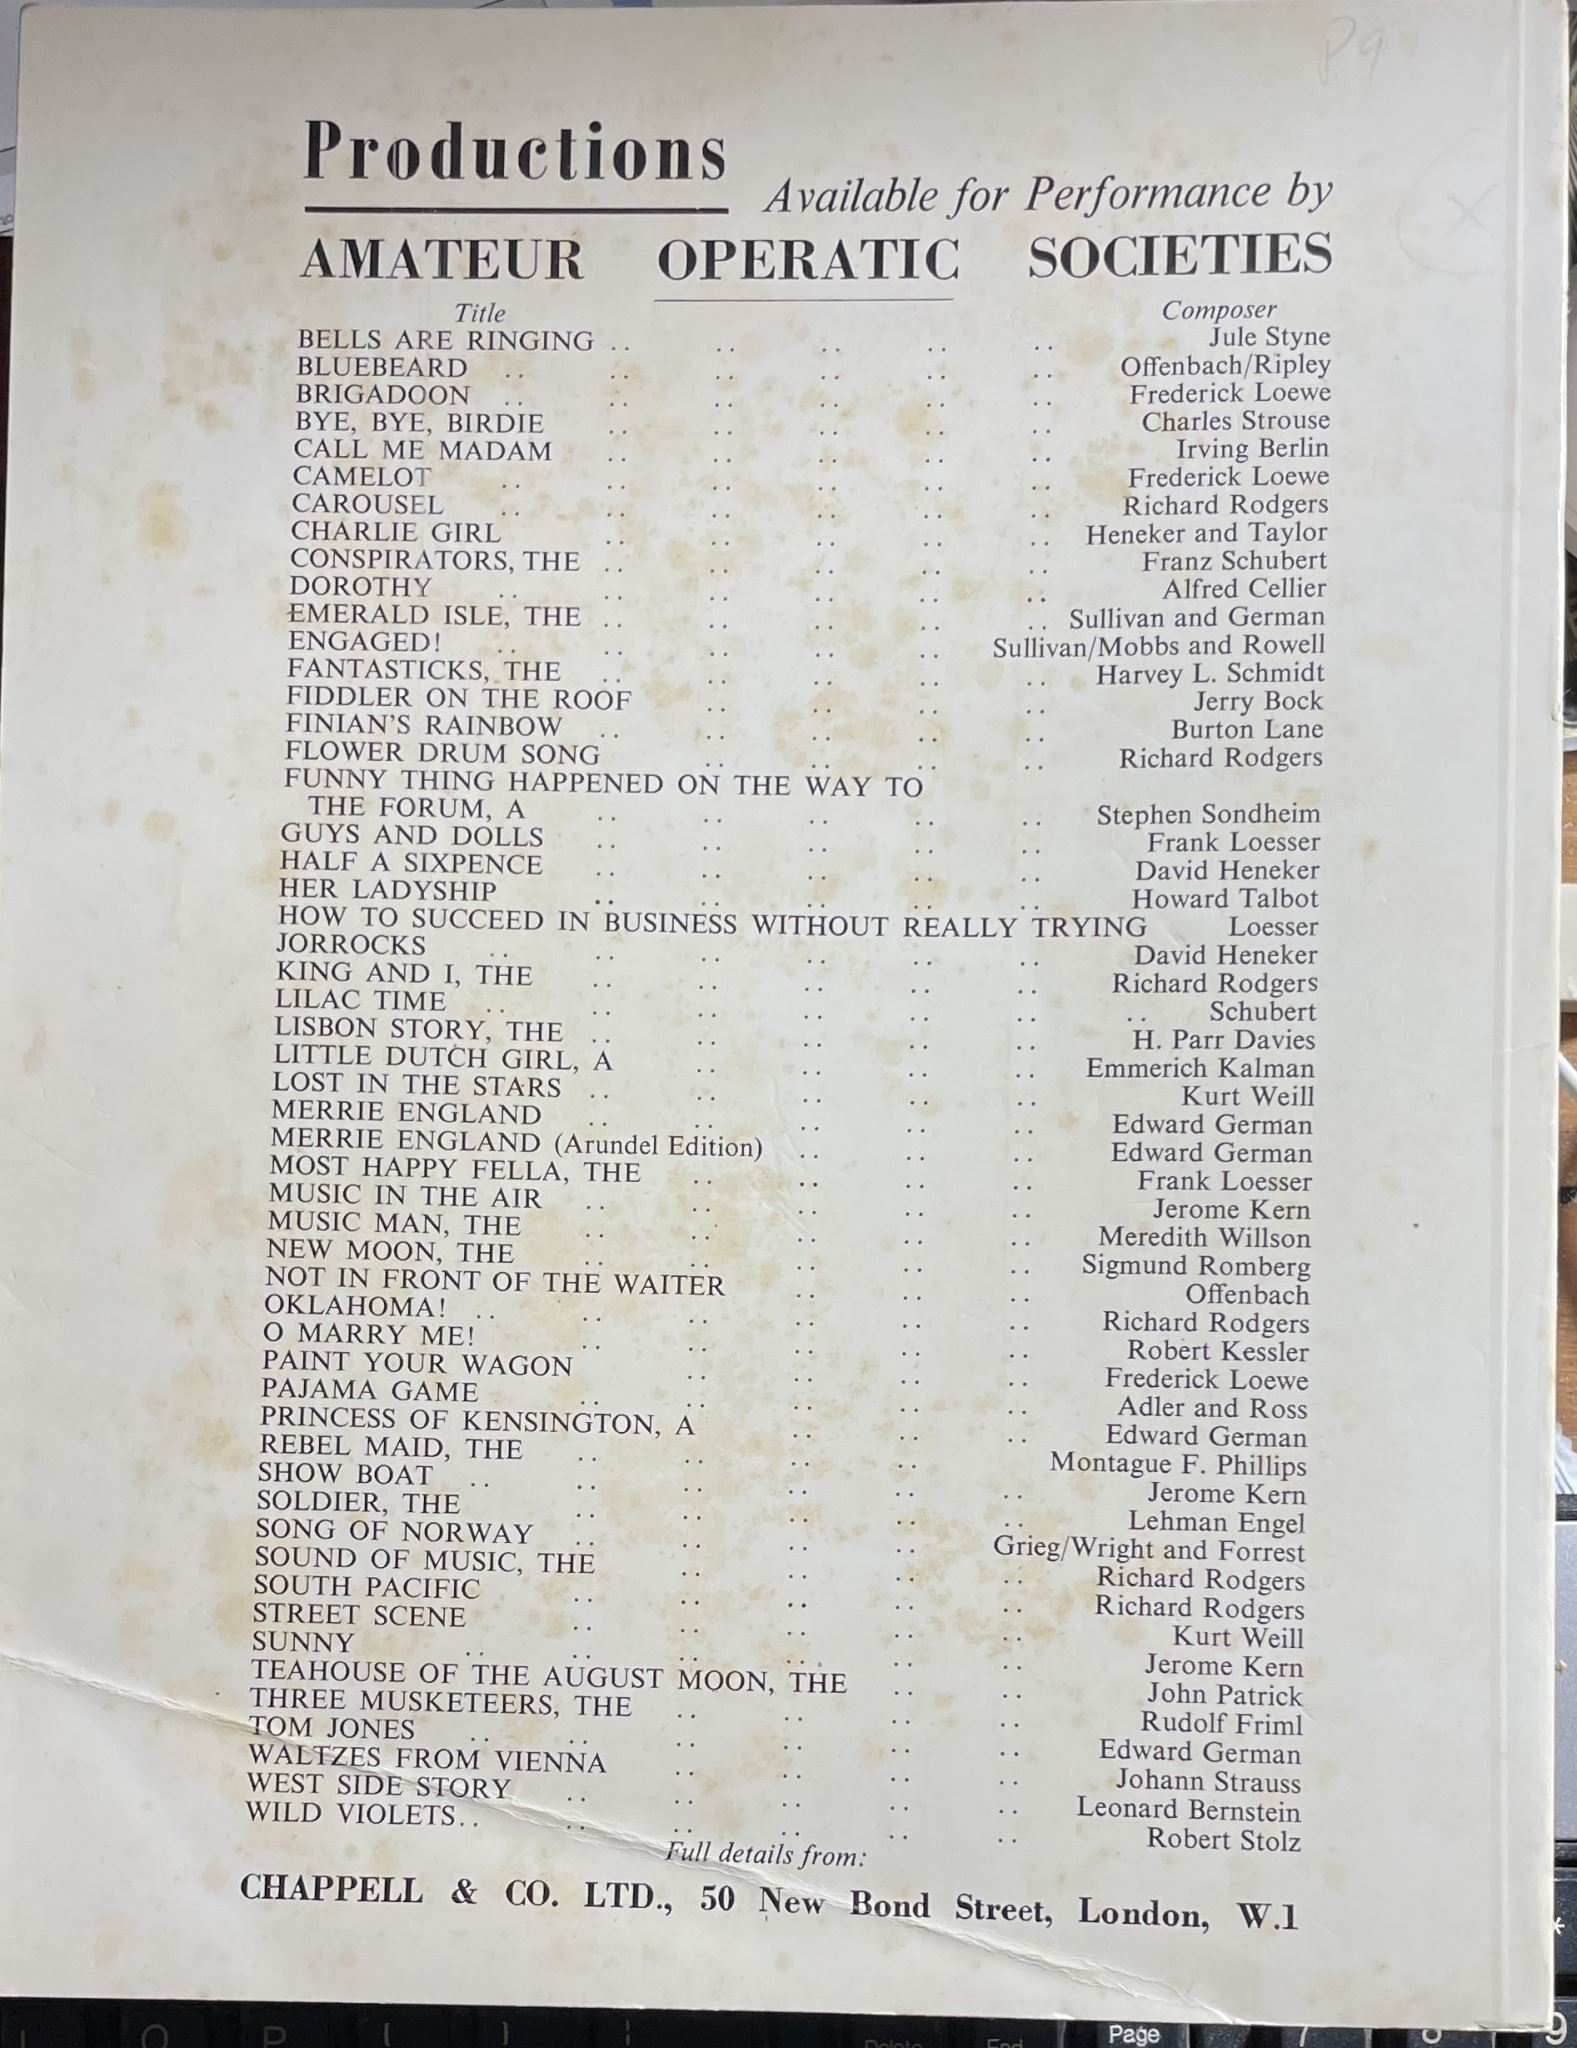 P9
Productions Available for Performance by
AMATEUR OPERATIC SOCIETIES
Title Composer
BELLS ARE RINGING .. .. .. .. .. Jule Styne
BLUEBEARD .. .. .. .. .. .. Offenbach/Ripley
BRIGADOON .. .. .. .. .. .. Frederick Loewe
BYE, BYE, BIRDIE .. .. .. .. .. Charles Strouse
CALL ME MADAM .. .. .. .. .. Irving Berlin
CAMELOT .. .. .. .. .. .. Frederick Loewe
CAROUSEL .. .. .. .. .. .. Richard Rodgers
CHARLIE GIRL .. .. .. .. .. Heneker and Taylor
CONSPIRATORS, THE .. .. .. .. .. Franz Schubert
DOROTHY .. .. .. .. .. .. Alfred Cellier
EMERALD ISLE, THE .. .. .. .. .. Sullivan and German
ENGAGED! .. .. .. .. .. Sullivan/Mobbs and Rowell
FANTASTICKS, THE .. .. .. .. .. Harvey L. Schmidt
FIDDLER ON THE ROOF .. .. .. .. Jerry Bock
FINIAN'S RAINBOW .. .. .. .. .. Burton Lane
FLOWER DRUM SONG .. .. .. .. Richard Rodgers
FUNNY THING HAPPENED ON THE WAY TO
THE FORUM, A .. .. .. .. .. Stephen Sondheim
GUYS AND DOLLS .. .. .. .. .. Frank Loesser
HALF A SIXPENCE .. .. .. .. .. David Heneker
HER LADYSHIP .. .. .. .. .. Howard Talbot
HOW TO SUCCEED IN BUSINESS WITHOUT REALLY TRYING Loesser
JORROCKS .. .. .. .. .. .. David Heneker
KING AND I, THE .. .. .. .. .. Richard Rodgers
LILAC TIME .. .. .. .. .. .. .. Schubert
LISBON STORY, THE .. .. .. .. .. H. Parr Davies
LITTLE DUTCH GIRL, A .. .. .. .. Emmerich Kalman
LOST IN THE STARS .. .. .. .. .. Kurt Weill
MERRIE ENGLAND .. .. .. .. .. Edward German
MERRIE ENGLAND (Arundel Edition) .. .. .. Edward German
MOST HAPPY FELLA, THE .. .. .. .. Frank Loesser
MUSIC IN THE AIR .. .. .. .. .. Jerome Kern
MUSIC MAN, THE .. .. .. .. .. Meredith Willson
NEW MOON, THE .. .. .. .. .. Sigmund Romberg
NOT IN FRONT OF THE WAITER .. .. .. Offenbach
OKLAHOMA! .. .. .. .. .. .. Richard Rodgers
O MARRY ME! .. .. .. .. .. Robert Kessler
PAINT YOUR WAGON .. .. .. .. Frederick Loewe
PAJAMA GAME .. .. .. .. .. Adler and Ross
PRINCESS OF KENSINGTON, A .. .. .. Edward German
REBEL MAID, THE .. .. .. .. Montague F. Phillips
SHOW BOAT .. .. .. .. .. .. Jerome Kern
SOLDIER, THE .. .. .. .. .. Lehman Engel
SONG OF NORWAY .. .. .. .. Grieg/Wright and Forrest
SOUND OF MUSIC, THE .. .. .. .. Richard Rodgers
SOUTH PACIFIC .. .. .. .. .. Richard Rodgers
STREET SCENE .. .. .. .. .. Kurt Weill
SUNNY .. .. .. .. .. .. Jerome Kern
TEAHOUSE OF THE AUGUST MOON, THE .. .. John Patrick
THREE MUSKETEERS, THE .. .. .. .. Rudolf Friml
TOM JONES .. .. .. .. .. .. Edward German
WALTZES FROM VIENNA .. .. .. .. Johann Strauss
WEST SIDE STORY .. .. .. .. .. Leonard Bernstein
WILD VIOLETS .. .. .. .. .. .. Robert Stolz
Full details from:
CHAPPELL & CO. LTD., 50 New Bond Street, London, W.1
O P Delete End Page 7 8 9